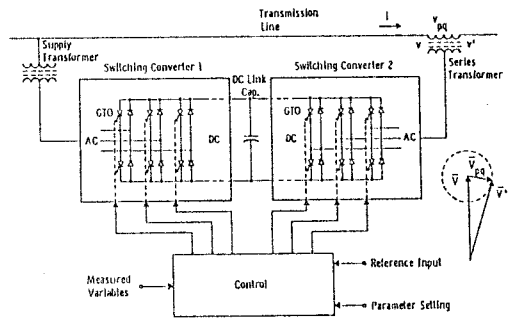 Transmission
Line
I
Vpq
V
V'
Supply
Transformer
Series
Transformer
Switching Converter 1
DC Link
Cap.
Switching Converter 2
GTO
AC
DC
GTO
DC
AC
V
Vpq
V'
Control
Measured
Variables
Reference Input
Parameter Setting